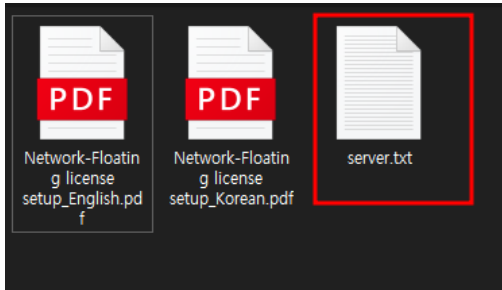 PDF
Network-Floatin
g license
setup_English.pd
f
PDF
Network-Floatin
g license
setup_Korean.pdf
server.txt